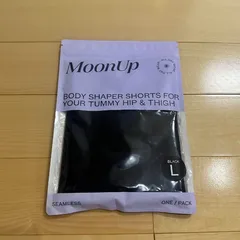 MoonUp
BODY SHAPER SHORTS FOR
YOUR TUMMY HIP & THIGH
BLACK
L
SEAMLESS
ONE / PACK